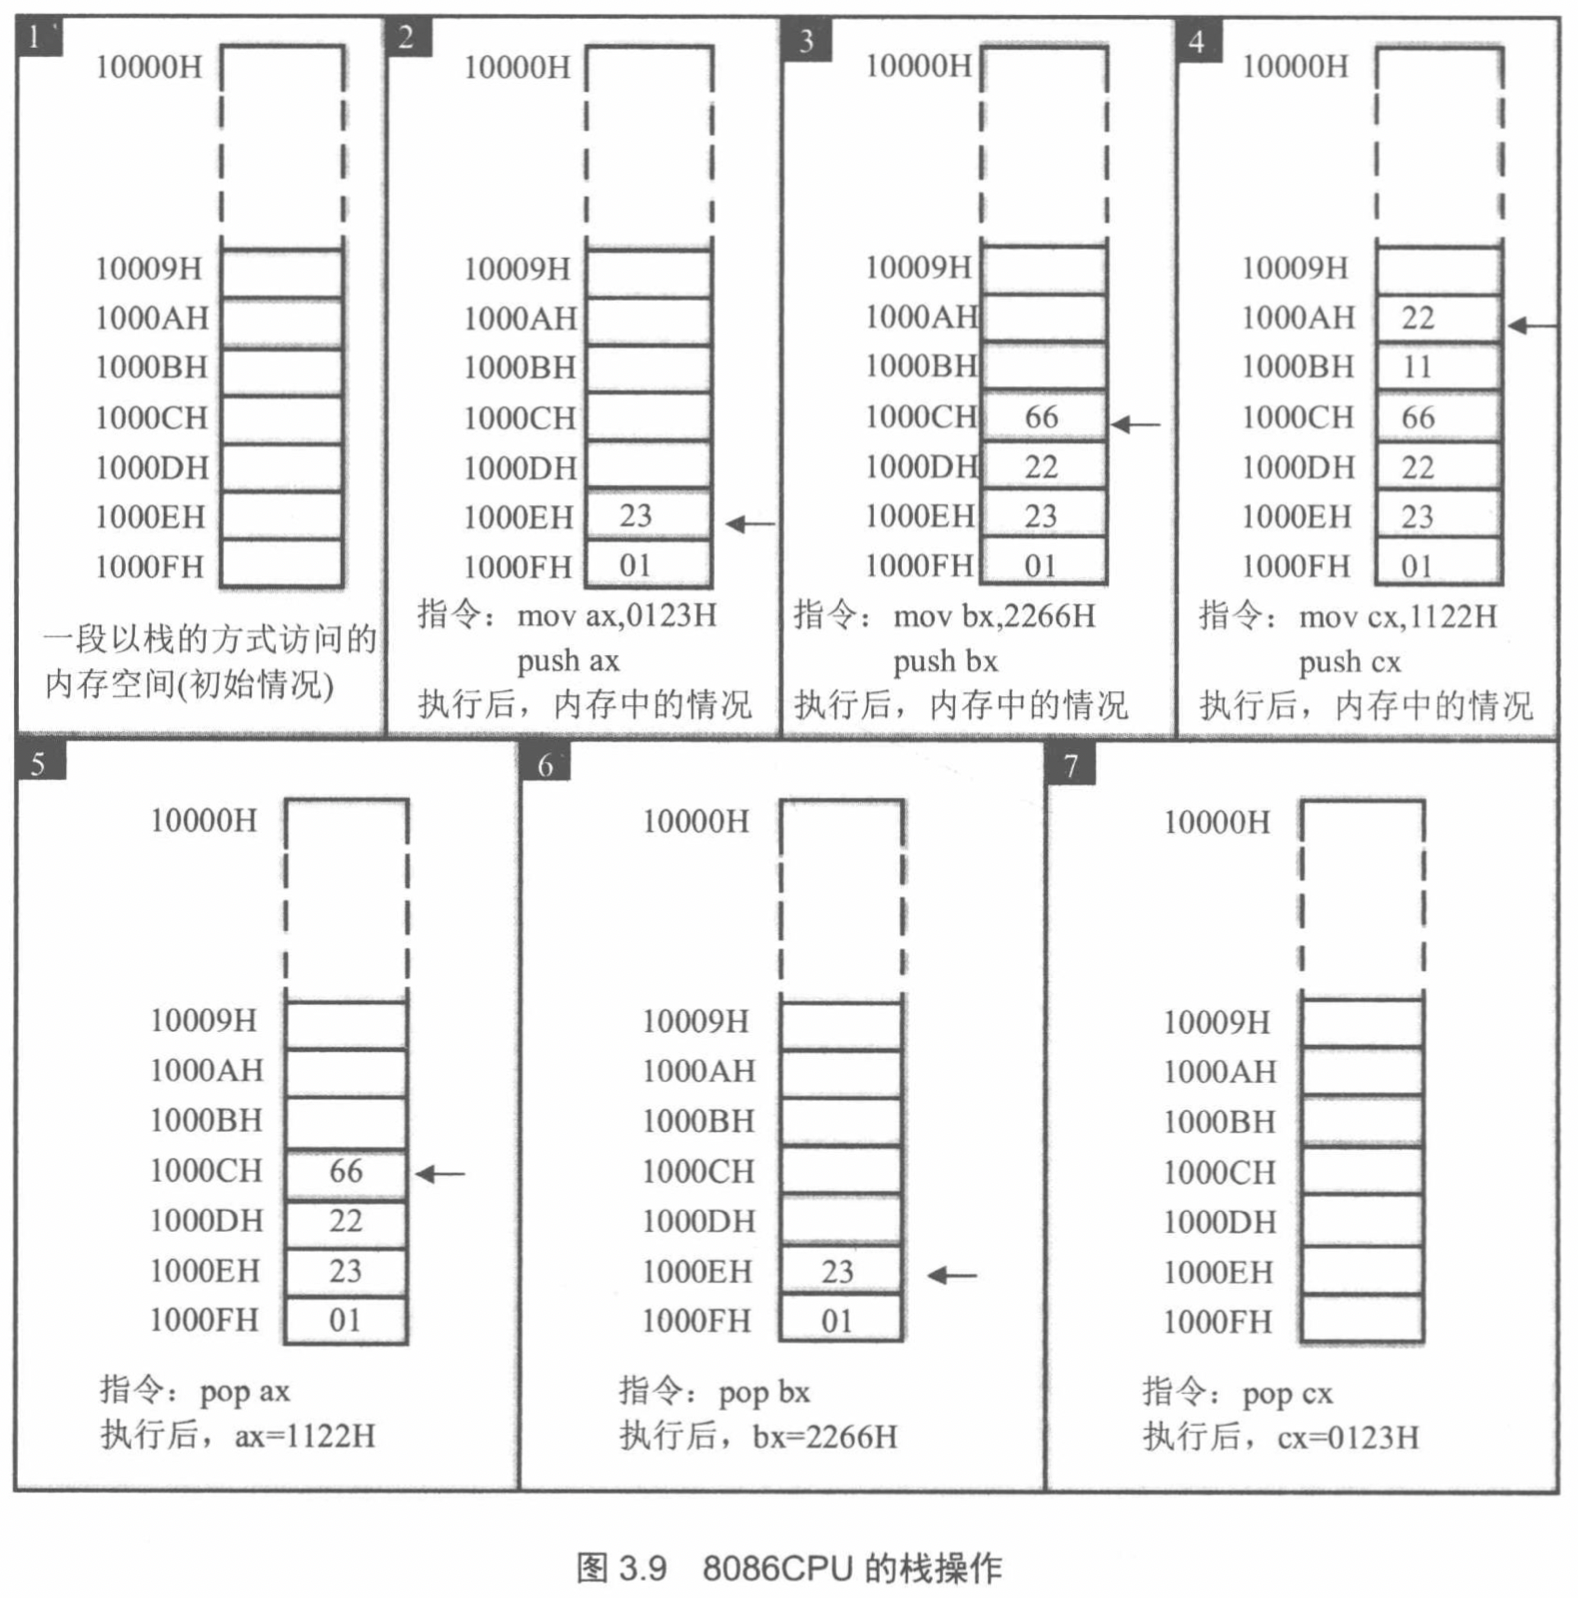 1
10000H
10009H
1000AH
1000BH
1000CH
1000DH
1000EH
1000FH
一段以栈的方式访问的
内存空间(初始情况)
2
10000H
10009H
1000AH
1000BH
1000CH
1000DH
1000EH 23
1000FH 01
指令：mov ax,0123H
push ax
执行后，内存中的情况
3
10000H
10009H
1000AH
1000BH
1000CH 66
1000DH 22
1000EH 23
1000FH 01
指令：mov bx,2266H
push bx
执行后，内存中的情况
4
10000H
10009H
1000AH 22
1000BH 11
1000CH 66
1000DH 22
1000EH 23
1000FH 01
指令：mov cx,1122H
push cx
执行后，内存中的情况
5
10000H
10009H
1000AH
1000BH
1000CH 66
1000DH 22
1000EH 23
1000FH 01
指令：pop ax
执行后，ax=1122H
6
10000H
10009H
1000AH
1000BH
1000CH
1000DH
1000EH 23
1000FH 01
指令：pop bx
执行后，bx=2266H
7
10000H
10009H
1000AH
1000BH
1000CH
1000DH
1000EH
1000FH
指令：pop cx
执行后，cx=0123H
图 3.9 8086CPU 的栈操作